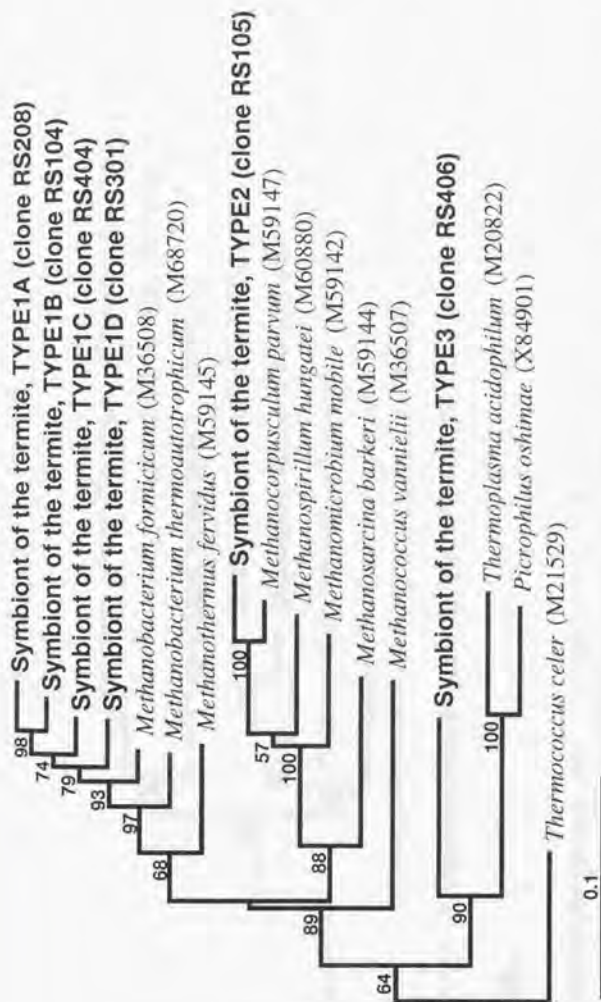 Symbiont of the termite, TYPE1A (clone RS208)
Symbiont of the termite, TYPE1B (clone RS104)
Symbiont of the termite, TYPE1C (clone RS404)
Symbiont of the termite, TYPE1D (clone RS301)
Methanobacterium formicicum (M36508)
Methanobacterium thermoautotrophicum (M68720)
Methanothermus fervidus (M59145)
Symbiont of the termite, TYPE2 (clone RS105)
Methanocorpusculum parvum (M59147)
Methanospirillum hungatei (M60880)
Methanomicrobium mobile (M59142)
Methanosarcina barkeri (M59144)
Methanococcus vannielii (M36507)
Symbiont of the termite, TYPE3 (clone RS406)
Thermoplasma acidophilum (M20822)
Picrophilus oshimae (X84901)
Thermococcus celer (M21529)
98
74
79
93
97
68
100
57
100
88
89
100
90
64
0.1